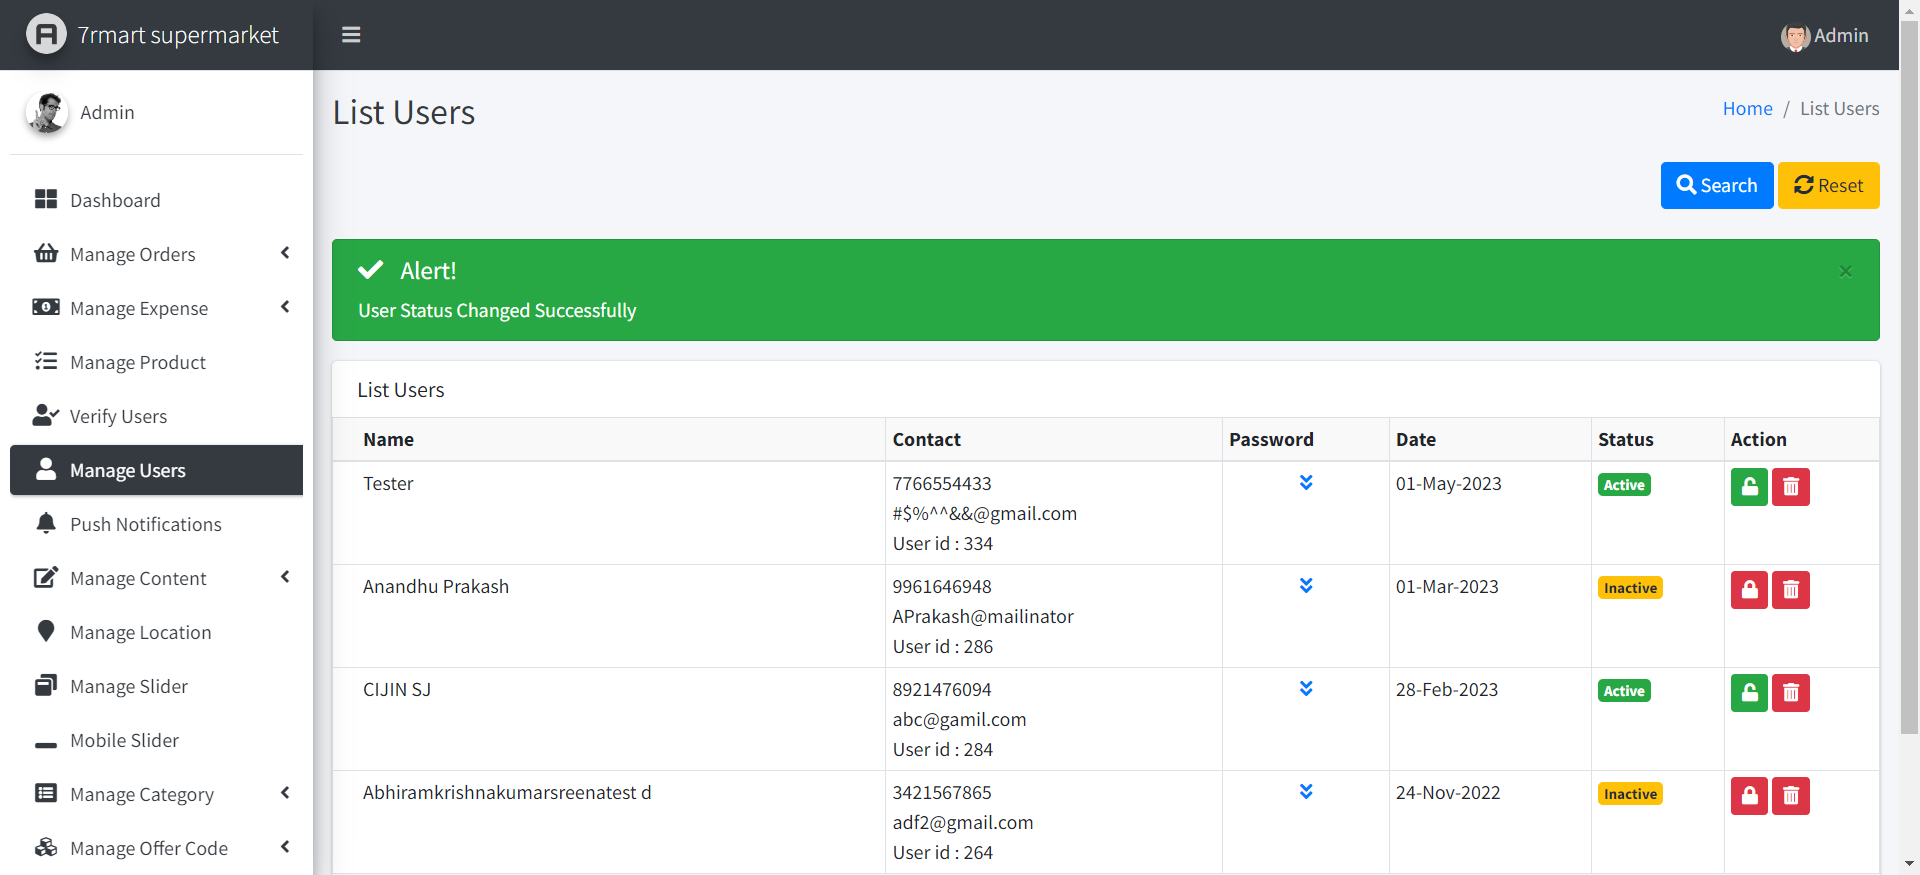 7rmart supermarket
Admin
Admin
Dashboard
Manage Orders
Manage Expense
Manage Product
Verify Users
Manage Users
Push Notifications
Manage Content
Manage Location
Manage Slider
Mobile Slider
Manage Category
Manage Offer Code
List Users
Home / List Users
Search Reset
Alert!
×
User Status Changed Successfully
List Users
Name Contact Password Date Status Action
Tester 7766554433 01-May-2023 Active
#$%^^&&@gmail.com
User id : 334
Anandhu Prakash 9961646948 01-Mar-2023 Inactive
APrakash@mailinator
User id : 286
CIJIN SJ 8921476094 28-Feb-2023 Active
abc@gamil.com
User id : 284
Abhiramkrishnakumarsreenatest d 3421567865 24-Nov-2022 Inactive
adf2@gmail.com
User id : 264